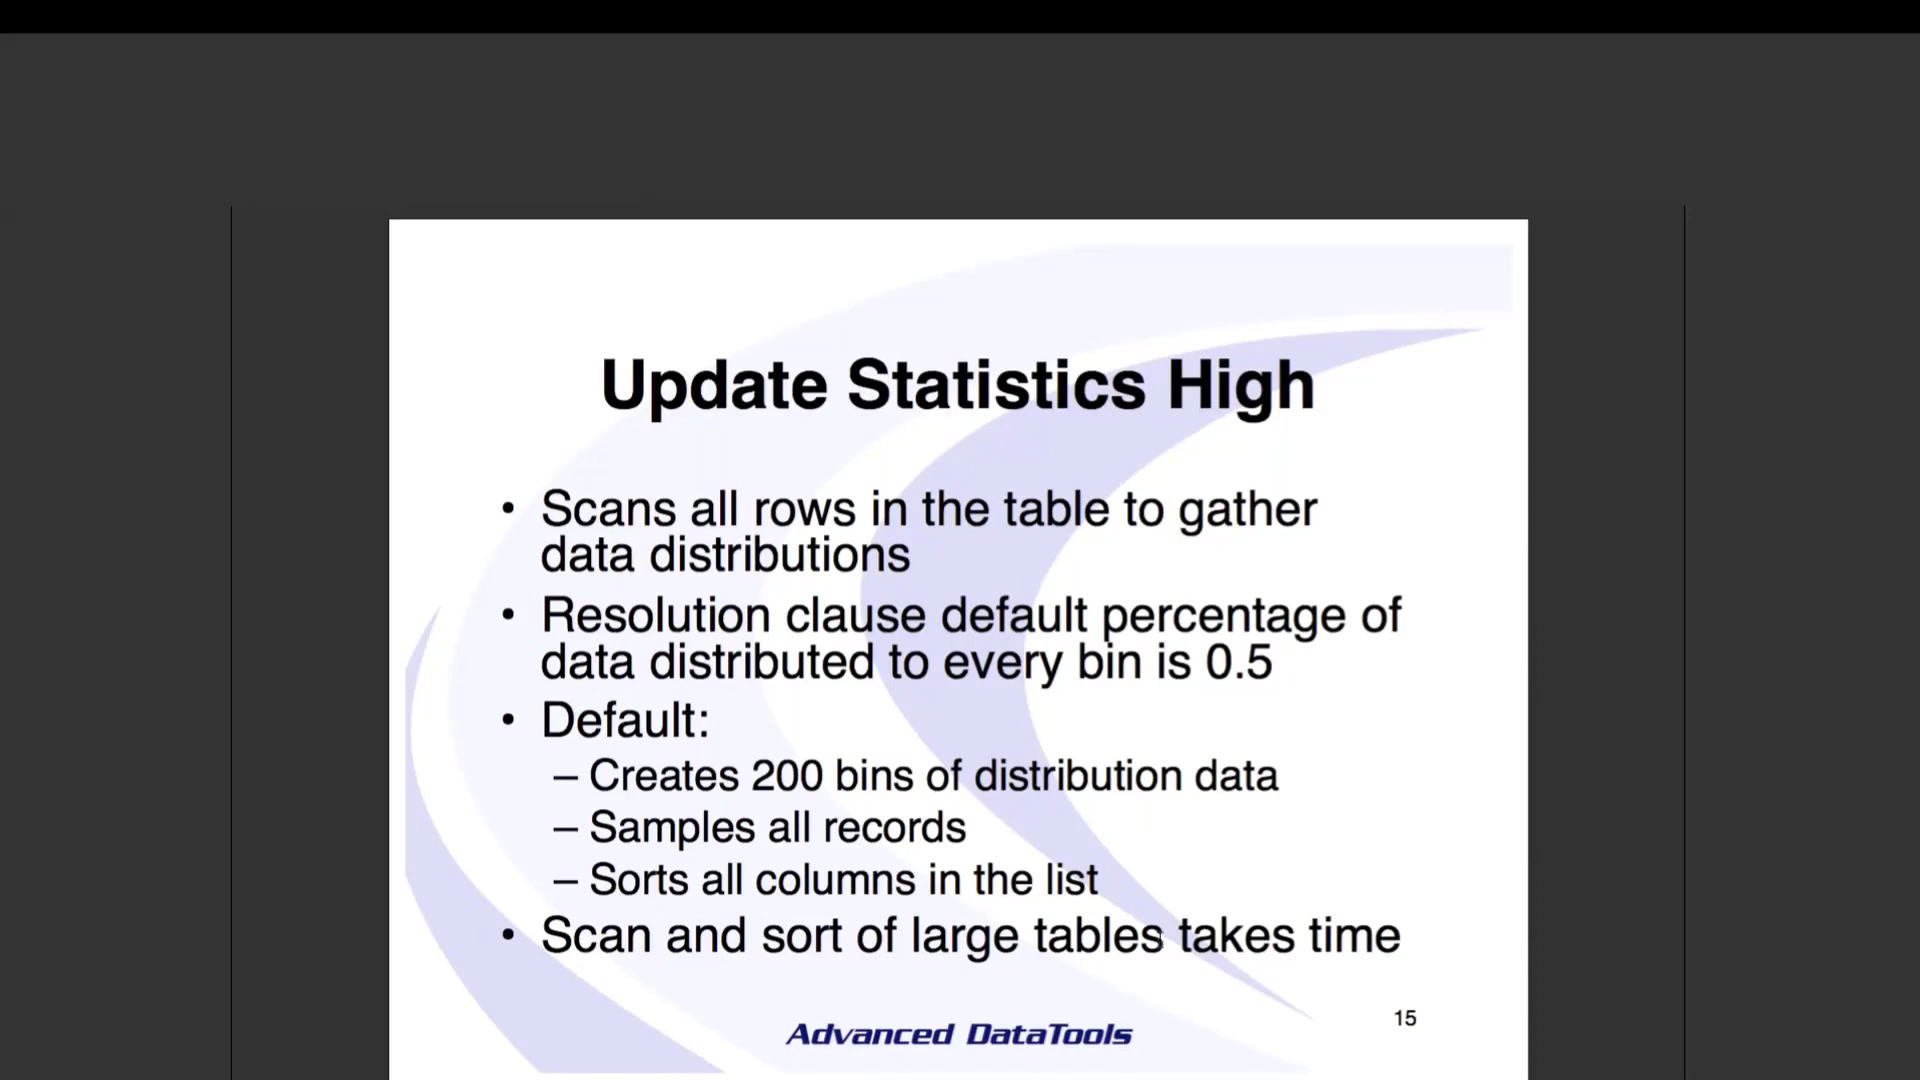 Update Statistics High
• Scans all rows in the table to gather
data distributions
• Resolution clause default percentage of
data distributed to every bin is 0.5
• Default:
– Creates 200 bins of distribution data
– Samples all records
– Sorts all columns in the list
• Scan and sort of large tables takes time
15
Advanced DataTools